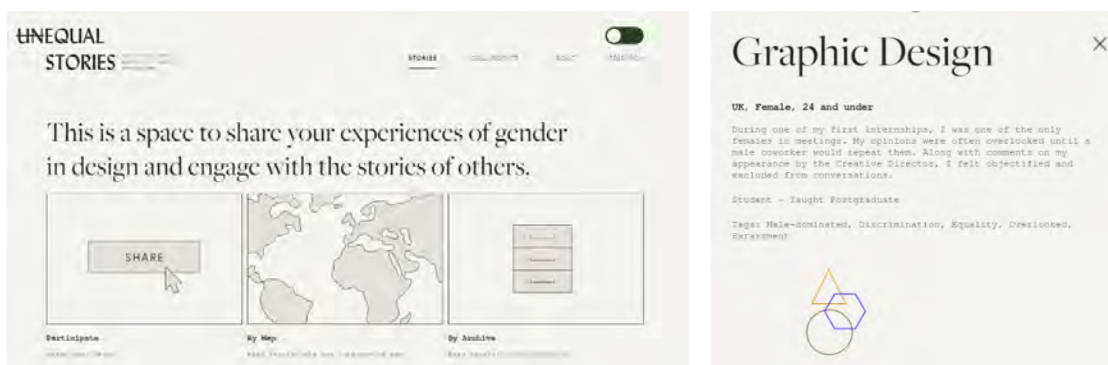 UNEQUAL
STORIES
STORIES
This is a space to share your experiences of gender
in design and engage with the stories of others.
SHARE
Participate
By Map
By Archive
Graphic Design
UK, Female, 24 and under
During one of my first internships, I was one of the only
females in meetings. My opinions were often overlooked until a
male coworker would repeat them. Along with comments on my
appearance by the Creative Director, I felt objectified and
excluded from conversations.
Student - Taught Postgraduate
Tags: Male-dominated, Discrimination, Equality, Overlooked,
Harassment